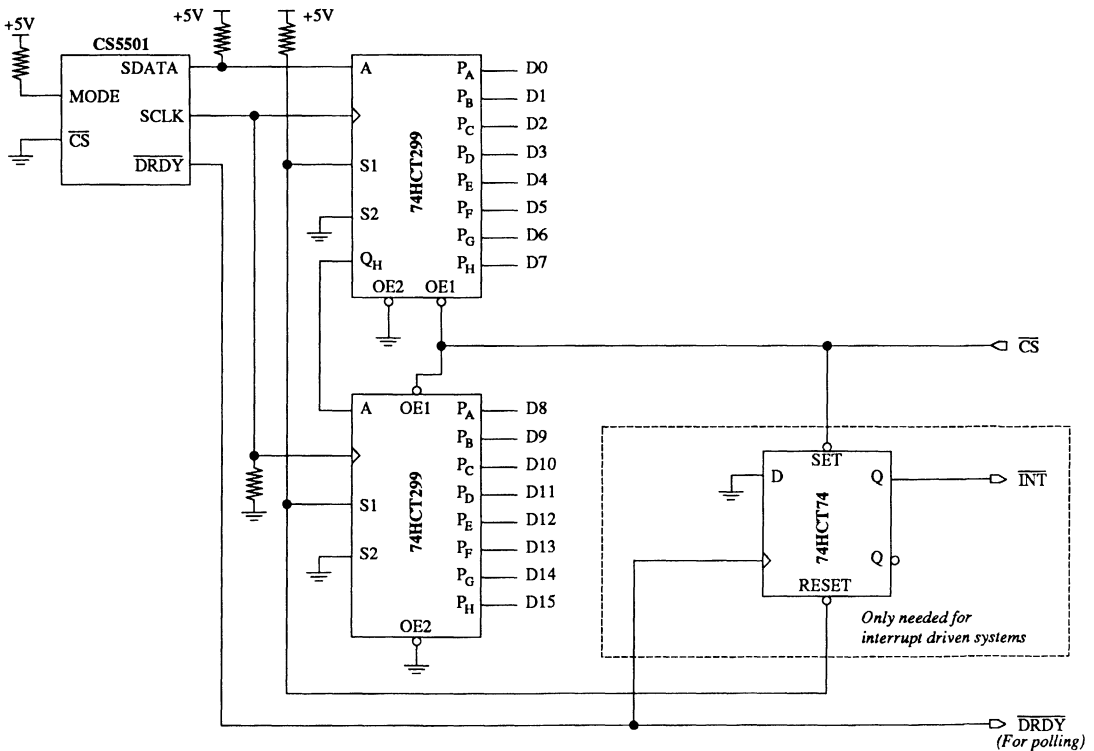 +5V
+5V
+5V
CS5501
SDATA
MODE
SCLK
CS
DRDY
A
S1
S2
QH
OE2
OE1
74HCT299
PA
D0
PB
D1
PC
D2
PD
D3
PE
D4
PF
D5
PG
D6
PH
D7
CS
A
OE1
S1
S2
OE2
74HCT299
PA
D8
PB
D9
PC
D10
PD
D11
PE
D12
PF
D13
PG
D14
PH
D15
SET
D
Q
INT
74HCT74
Q
RESET
Only needed for
interrupt driven systems
DRDY
(For polling)